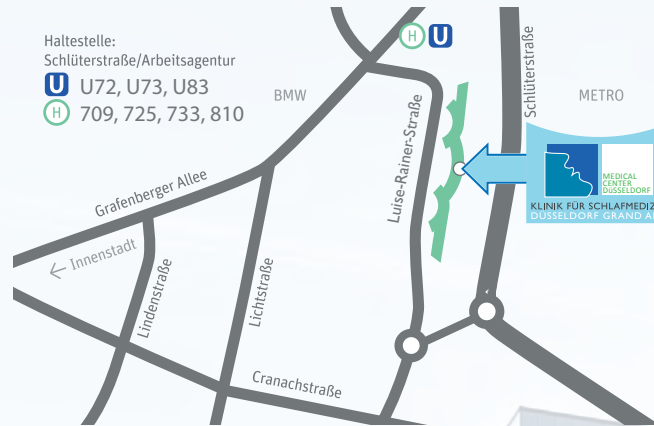 Haltestelle:
Schlüterstraße/Arbeitsagentur
U U72, U73, U83
H 709, 725, 733, 810
H U
BMW
METRO
Schlüterstraße
Luise-Rainer-Straße
Grafenberger Allee
← Innenstadt
Lindenstraße
Lichtstraße
Cranachstraße
MEDICAL
CENTER
DÜSSELDORF
KLINIK FÜR SCHLAFMEDIZ
DÜSSELDORF GRAND A